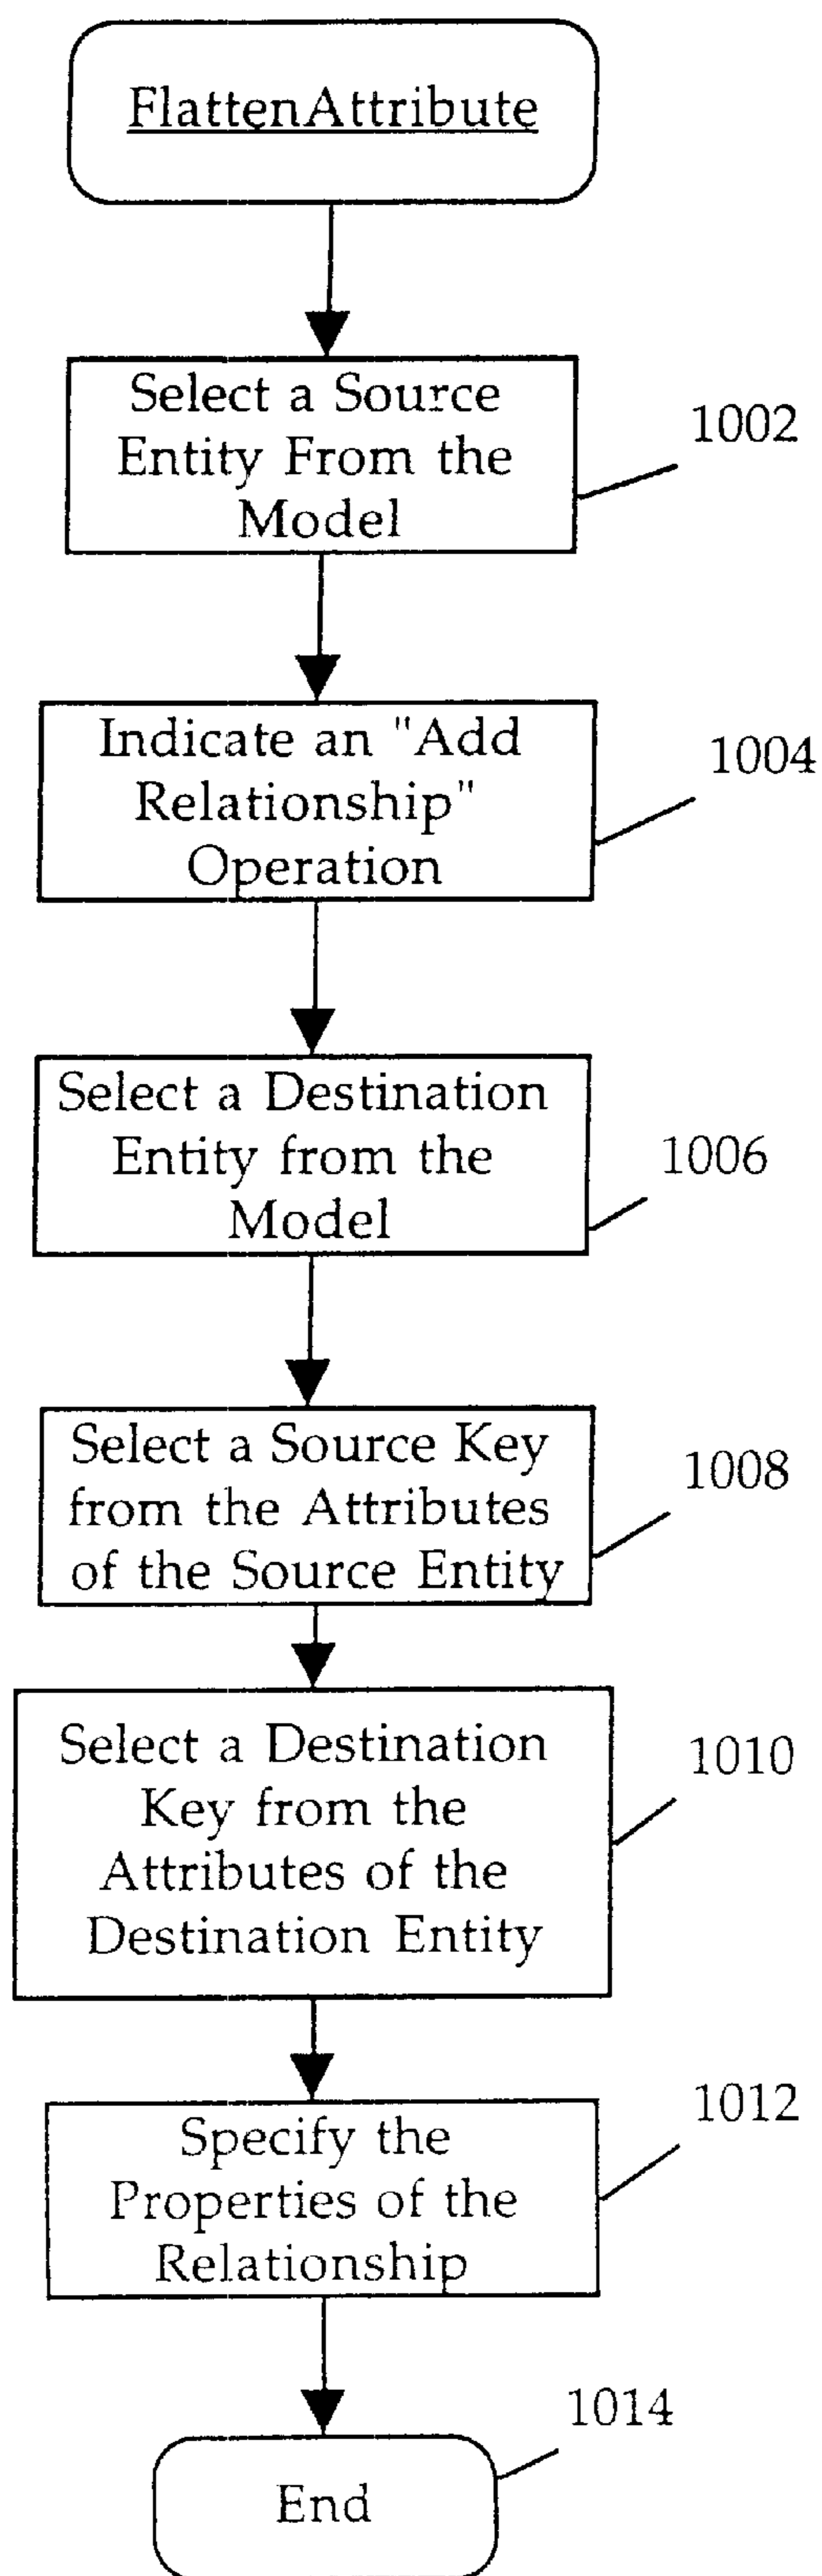 FlattenAttribute
Select a Source
Entity From the
Model
1002
Indicate an "Add
Relationship"
Operation
1004
Select a Destination
Entity from the
Model
1006
Select a Source Key
from the Attributes
of the Source Entity
1008
Select a Destination
Key from the
Attributes of the
Destination Entity
1010
Specify the
Properties of the
Relationship
1012
End
1014